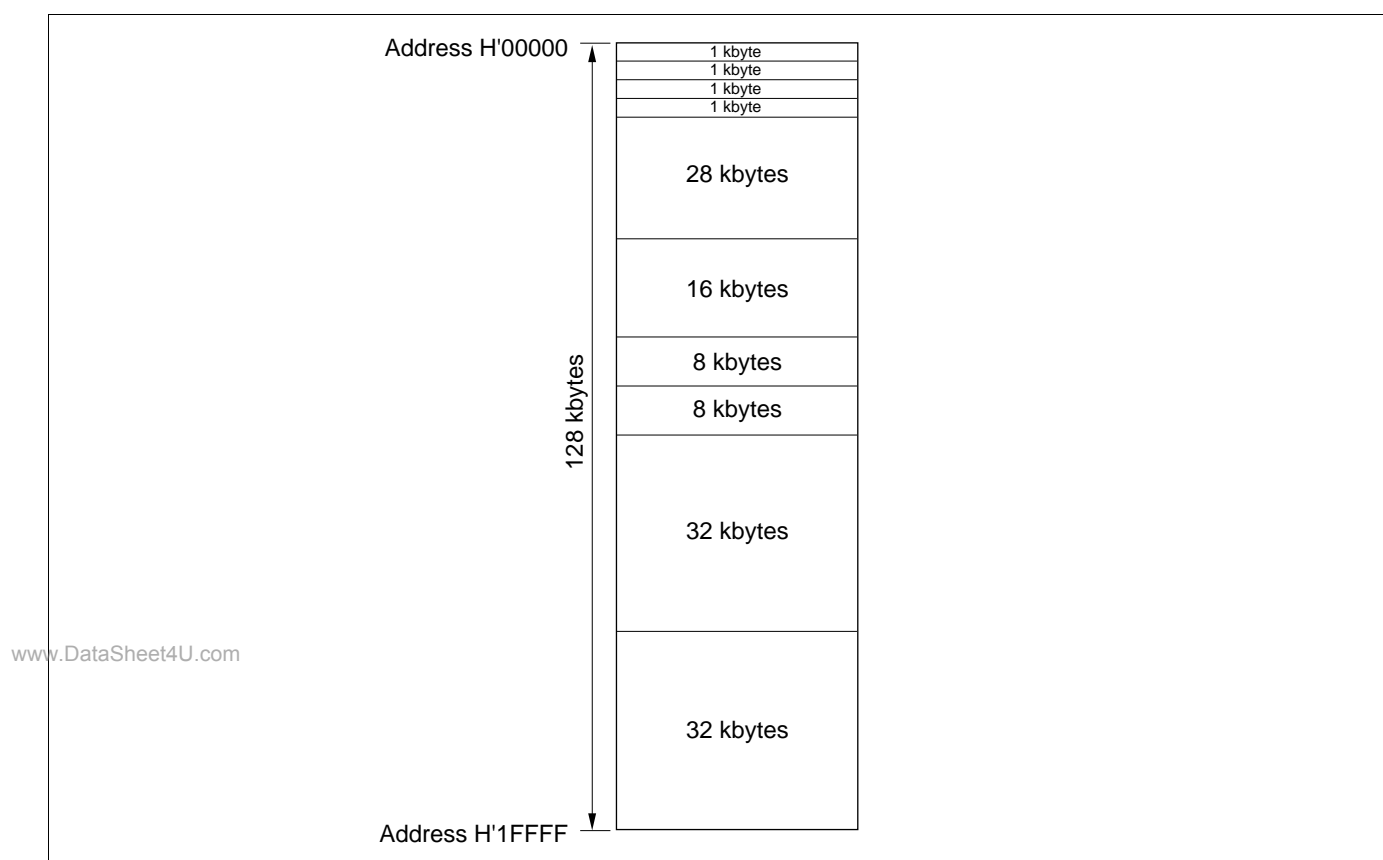 Address H'00000
1 kbyte
1 kbyte
1 kbyte
1 kbyte
28 kbytes
16 kbytes
8 kbytes
8 kbytes
128 kbytes
32 kbytes
www.DataSheet4U.com
32 kbytes
Address H'1FFFF